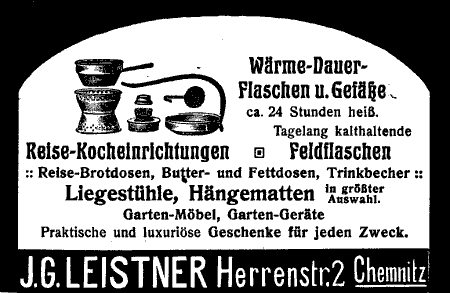 Wärme-Dauer-
Flaschen u. Gefäße
ca. 24 Stunden heiß.
Tagelang kalthaltende
Reise-Kocheinrichtungen Feldflaschen
:: Reise-Brotdosen, Butter- und Fettdosen, Trinkbecher ::
Liegestühle, Hängematten in größter Auswahl.
Garten-Möbel, Garten-Geräte
Praktische und luxuriöse Geschenke für jeden Zweck.
J.G. LEISTNER Herrenstr. 2 Chemnitz